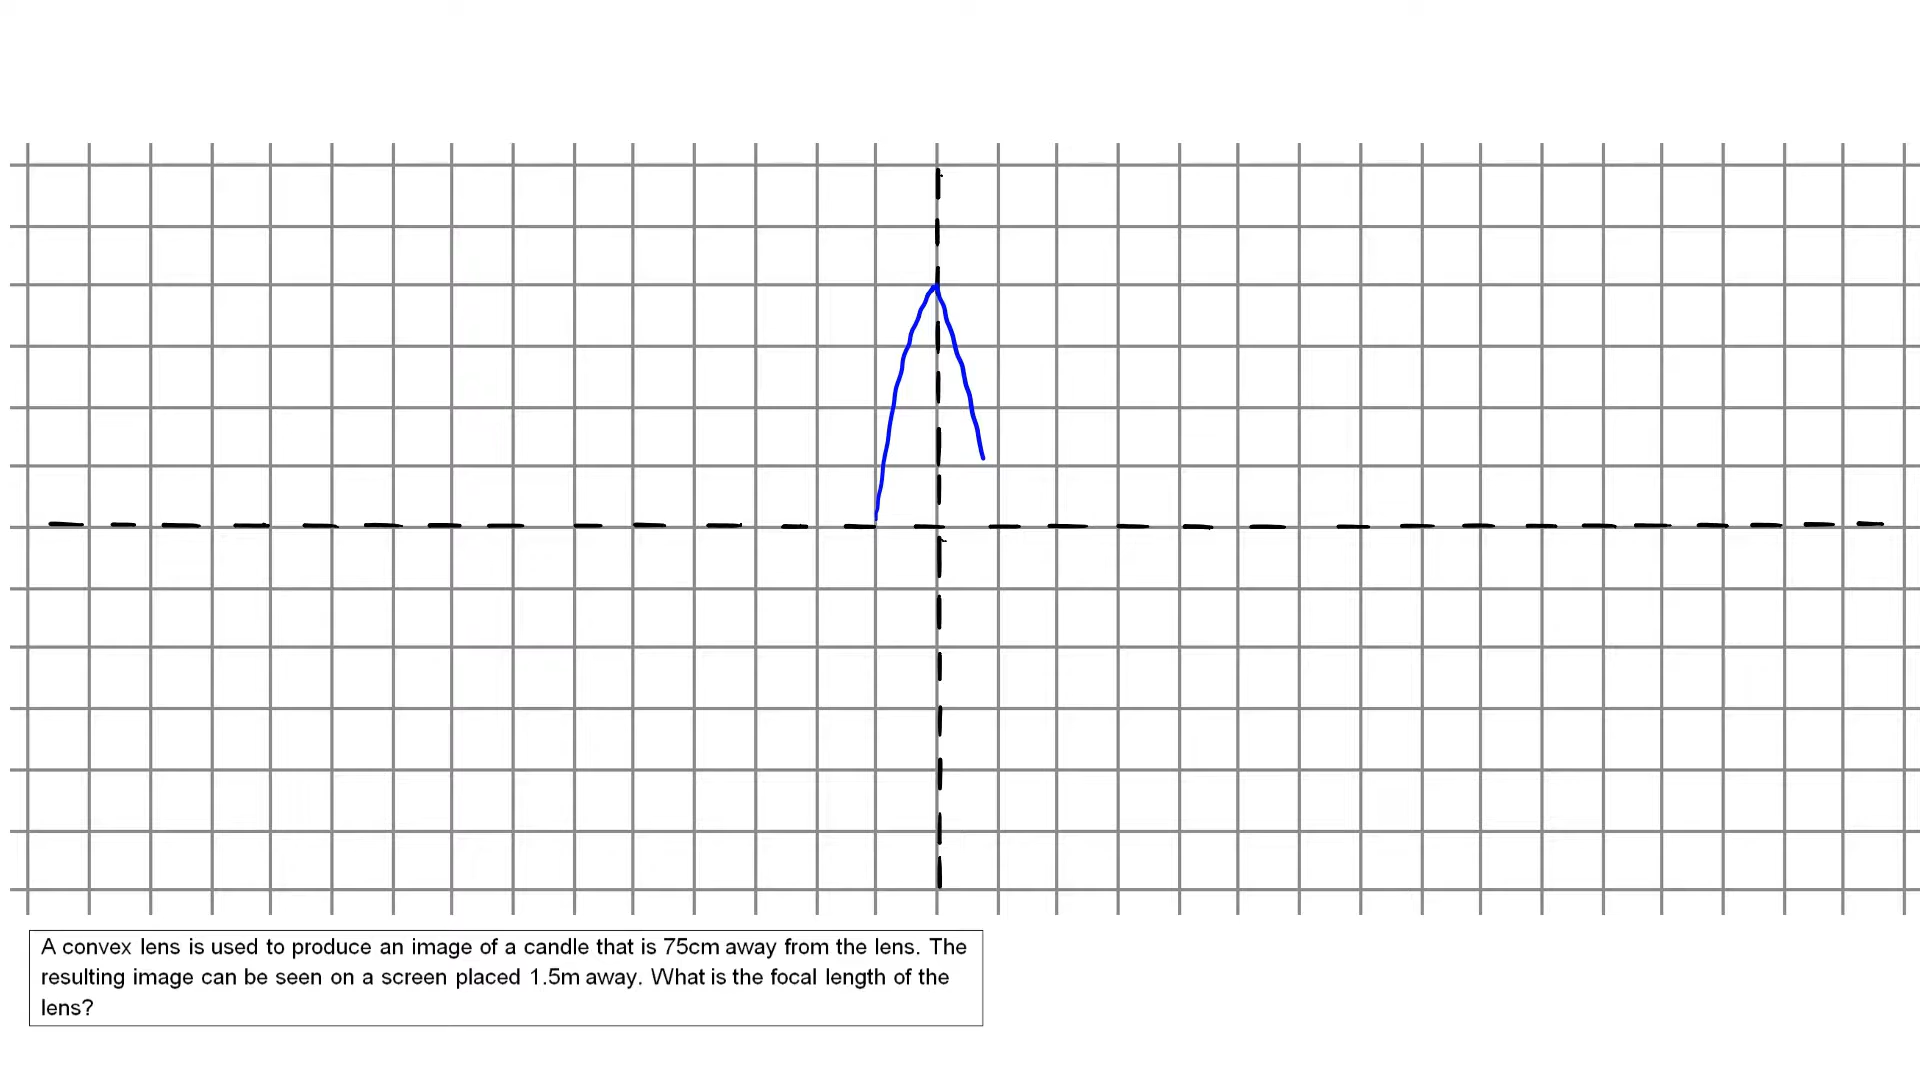 A convex lens is used to produce an image of a candle that is 75cm away from the lens. The
resulting image can be seen on a screen placed 1.5m away. What is the focal length of the
lens?